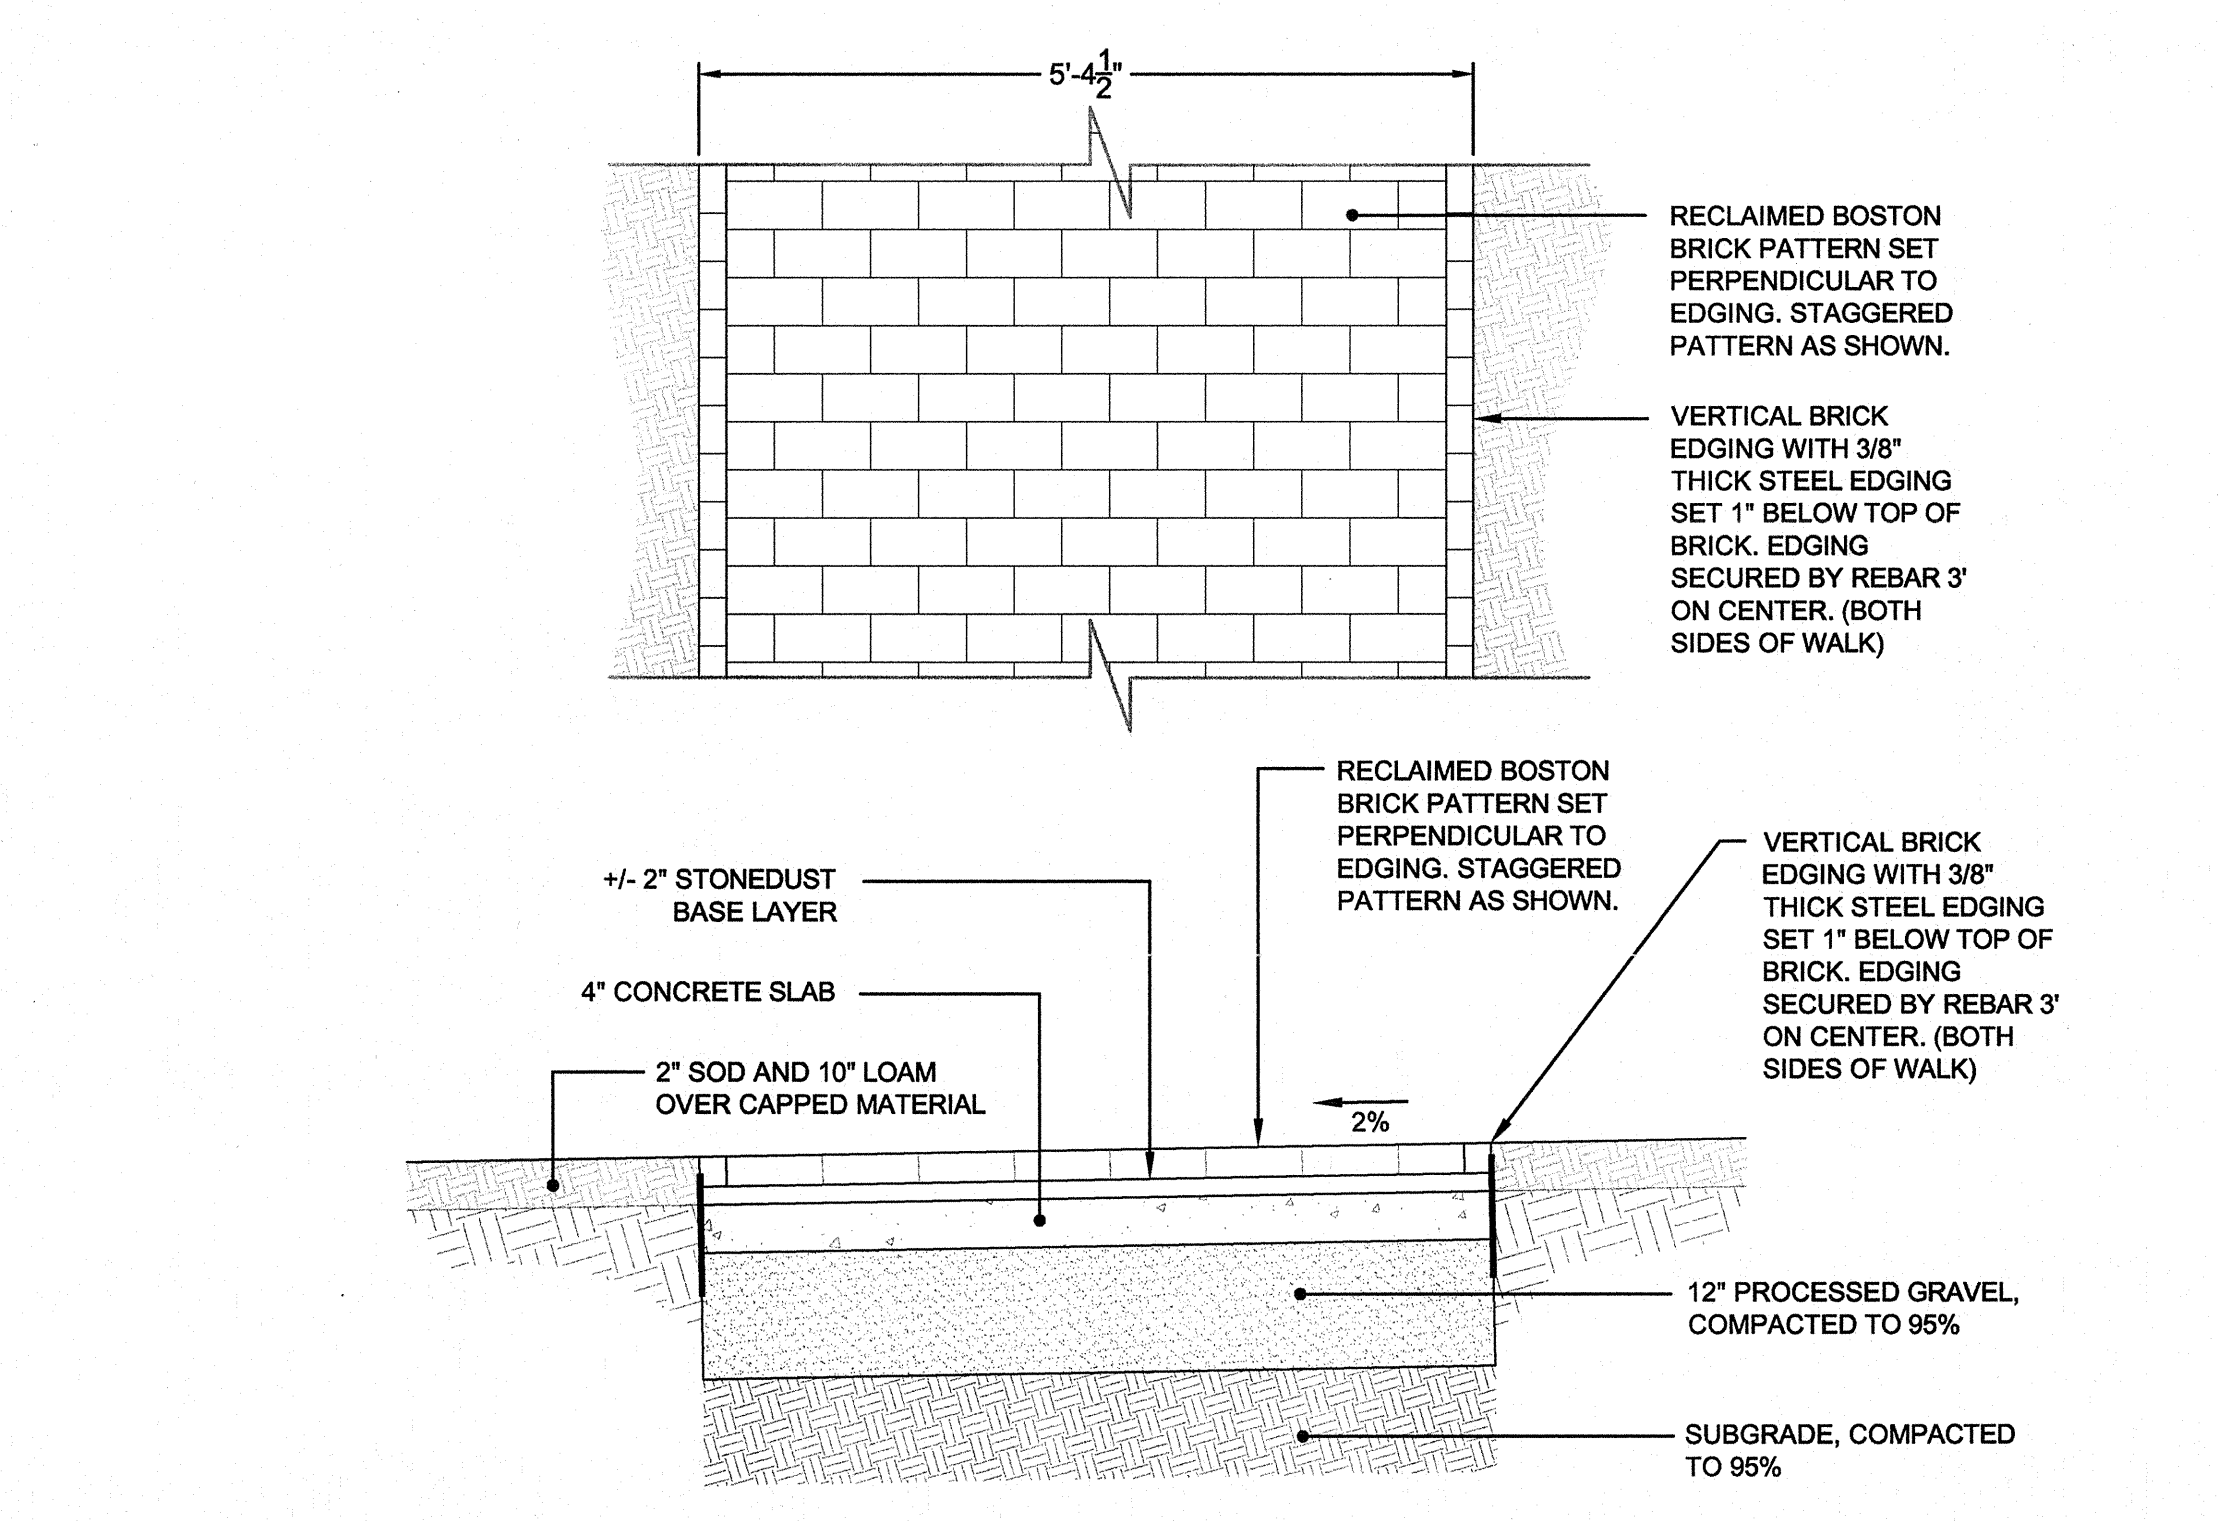 5'-4½"
RECLAIMED BOSTON
BRICK PATTERN SET
PERPENDICULAR TO
EDGING. STAGGERED
PATTERN AS SHOWN.
VERTICAL BRICK
EDGING WITH 3/8"
THICK STEEL EDGING
SET 1" BELOW TOP OF
BRICK. EDGING
SECURED BY REBAR 3'
ON CENTER. (BOTH
SIDES OF WALK)
RECLAIMED BOSTON
BRICK PATTERN SET
PERPENDICULAR TO
EDGING. STAGGERED
PATTERN AS SHOWN.
VERTICAL BRICK
EDGING WITH 3/8"
THICK STEEL EDGING
SET 1" BELOW TOP OF
BRICK. EDGING
SECURED BY REBAR 3'
ON CENTER. (BOTH
SIDES OF WALK)
+/- 2" STONEDUST
BASE LAYER
4" CONCRETE SLAB
2" SOD AND 10" LOAM
OVER CAPPED MATERIAL
2%
12" PROCESSED GRAVEL,
COMPACTED TO 95%
SUBGRADE, COMPACTED
TO 95%